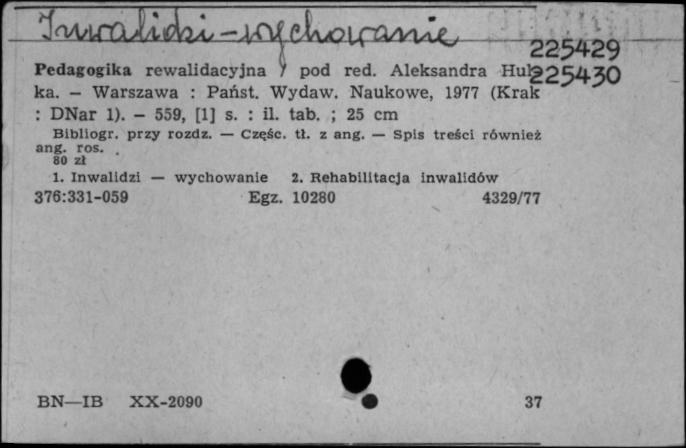 Inwalidzi - wychowanie
225429
Pedagogika rewalidacyjna / pod red. Aleksandra Hul
225430
ka. — Warszawa : Państ. Wydaw. Naukowe, 1977 (Krak
: DNar 1). — 559, [1] s. : il. tab. ; 25 cm
Bibliogr. przy rozdz. — Częśc. tł. z ang. — Spis treści również
ang. ros.
80 zł
1. Inwalidzi — wychowanie 2. Rehabilitacja inwalidów
376:331-059 Egz. 10280 4329/77
BN—IB XX-2090 37